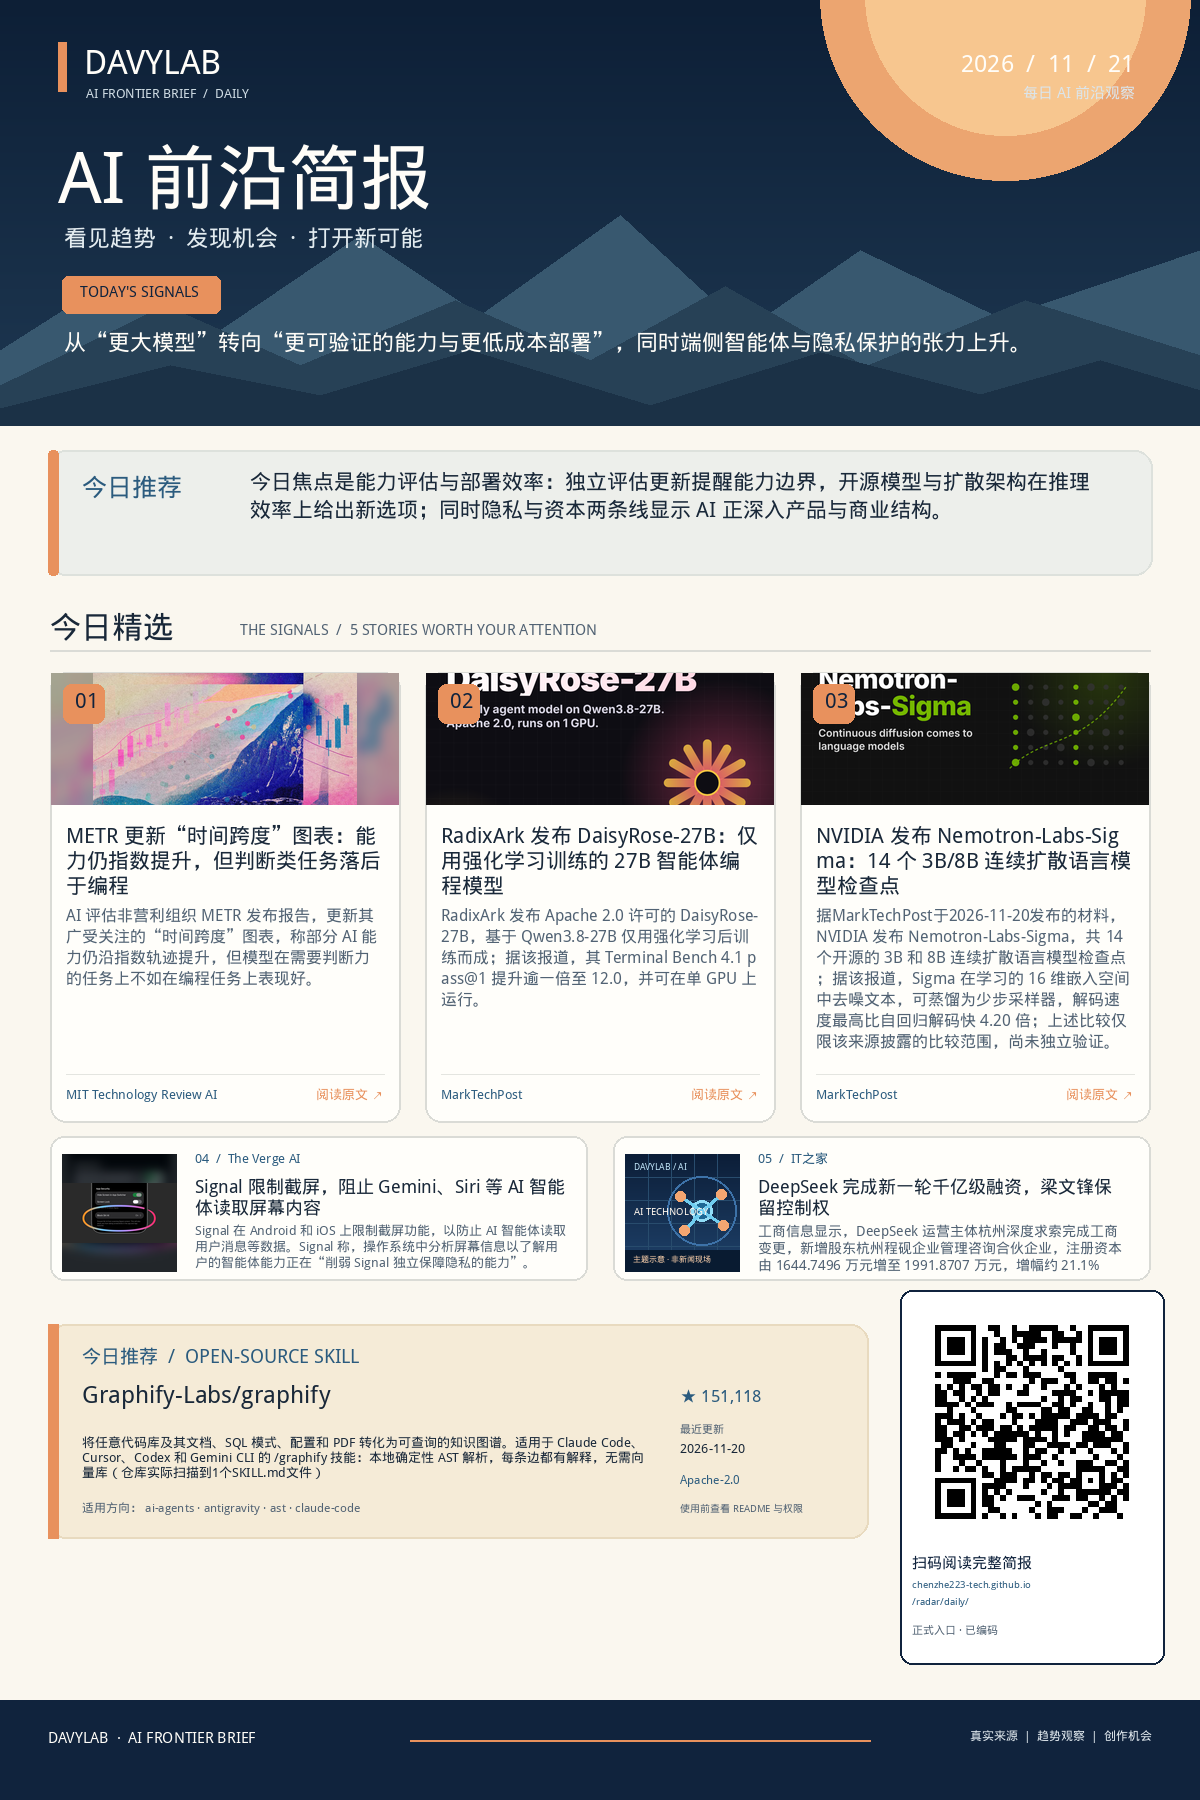 DAVYLAB
AI FRONTIER BRIEF / DAILY
2026 / 11 / 21
每日 AI 前沿观察
AI 前沿简报
看见趋势 · 发现机会 · 打开新可能
TODAY'S SIGNALS
从“更大模型”转向“更可验证的能力与更低成本部署”，同时端侧智能体与隐私保护的张力上升。
今日推荐
今日焦点是能力评估与部署效率：独立评估更新提醒能力边界，开源模型与扩散架构在推理
效率上给出新选项；同时隐私与资本两条线显示 AI 正深入产品与商业结构。
今日精选
THE SIGNALS / 5 STORIES WORTH YOUR ATTENTION
01
METR 更新“时间跨度”图表：能
力仍指数提升，但判断类任务落后
于编程
AI 评估非营利组织 METR 发布报告，更新其
广受关注的“时间跨度”图表，称部分 AI 能
力仍沿指数轨迹提升，但模型在需要判断力
的任务上不如在编程任务上表现好。
MIT Technology Review AI
阅读原文 ↗
DaisyRose-27B
02
ly agent model on Qwen3.8-27B.
Apache 2.0, runs on 1 GPU.
RadixArk 发布 DaisyRose-27B：仅
用强化学习训练的 27B 智能体编
程模型
RadixArk 发布 Apache 2.0 许可的 DaisyRose-
27B，基于 Qwen3.8-27B 仅用强化学习后训
练而成；据该报道，其 Terminal Bench 4.1 p
ass@1 提升逾一倍至 12.0，并可在单 GPU 上
运行。
MarkTechPost
阅读原文 ↗
Nemotron-
03
bs-Sigma
Continuous diffusion comes to
language models
NVIDIA 发布 Nemotron-Labs-Sig
ma：14 个 3B/8B 连续扩散语言模
型检查点
据MarkTechPost于2026-11-20发布的材料，
NVIDIA 发布 Nemotron-Labs-Sigma，共 14
个开源的 3B 和 8B 连续扩散语言模型检查点
；据该报道，Sigma 在学习的 16 维嵌入空间
中去噪文本，可蒸馏为少步采样器，解码速
度最高比自回归解码快 4.20 倍；上述比较仅
限该来源披露的比较范围，尚未独立验证。
MarkTechPost
阅读原文 ↗
04 / The Verge AI
Signal 限制截屏，阻止 Gemini、Siri 等 AI 智能
体读取屏幕内容
Signal 在 Android 和 iOS 上限制截屏功能，以防止 AI 智能体读取
用户消息等数据。Signal 称，操作系统中分析屏幕信息以了解用
户的智能体能力正在“削弱 Signal 独立保障隐私的能力”。
DAVYLAB / AI
AI TECHNOLOGY
主题示意 · 非新闻现场
05 / IT之家
DeepSeek 完成新一轮千亿级融资，梁文锋保
留控制权
工商信息显示，DeepSeek 运营主体杭州深度求索完成工商
变更，新增股东杭州程砚企业管理咨询合伙企业，注册资本
由 1644.7496 万元增至 1991.8707 万元，增幅约 21.1%
今日推荐 / OPEN-SOURCE SKILL
Graphify-Labs/graphify
将任意代码库及其文档、SQL 模式、配置和 PDF 转化为可查询的知识图谱。适用于 Claude Code、
Cursor、Codex 和 Gemini CLI 的 /graphify 技能：本地确定性 AST 解析，每条边都有解释，无需向
量库（仓库实际扫描到1个SKILL.md文件）
适用方向： ai-agents · antigravity · ast · claude-code
★ 151,118
最近更新
2026-11-20
Apache-2.0
使用前查看 README 与权限
扫码阅读完整简报
chenzhe223-tech.github.io
/radar/daily/
正式入口 · 已编码
DAVYLAB · AI FRONTIER BRIEF
真实来源 | 趋势观察 | 创作机会